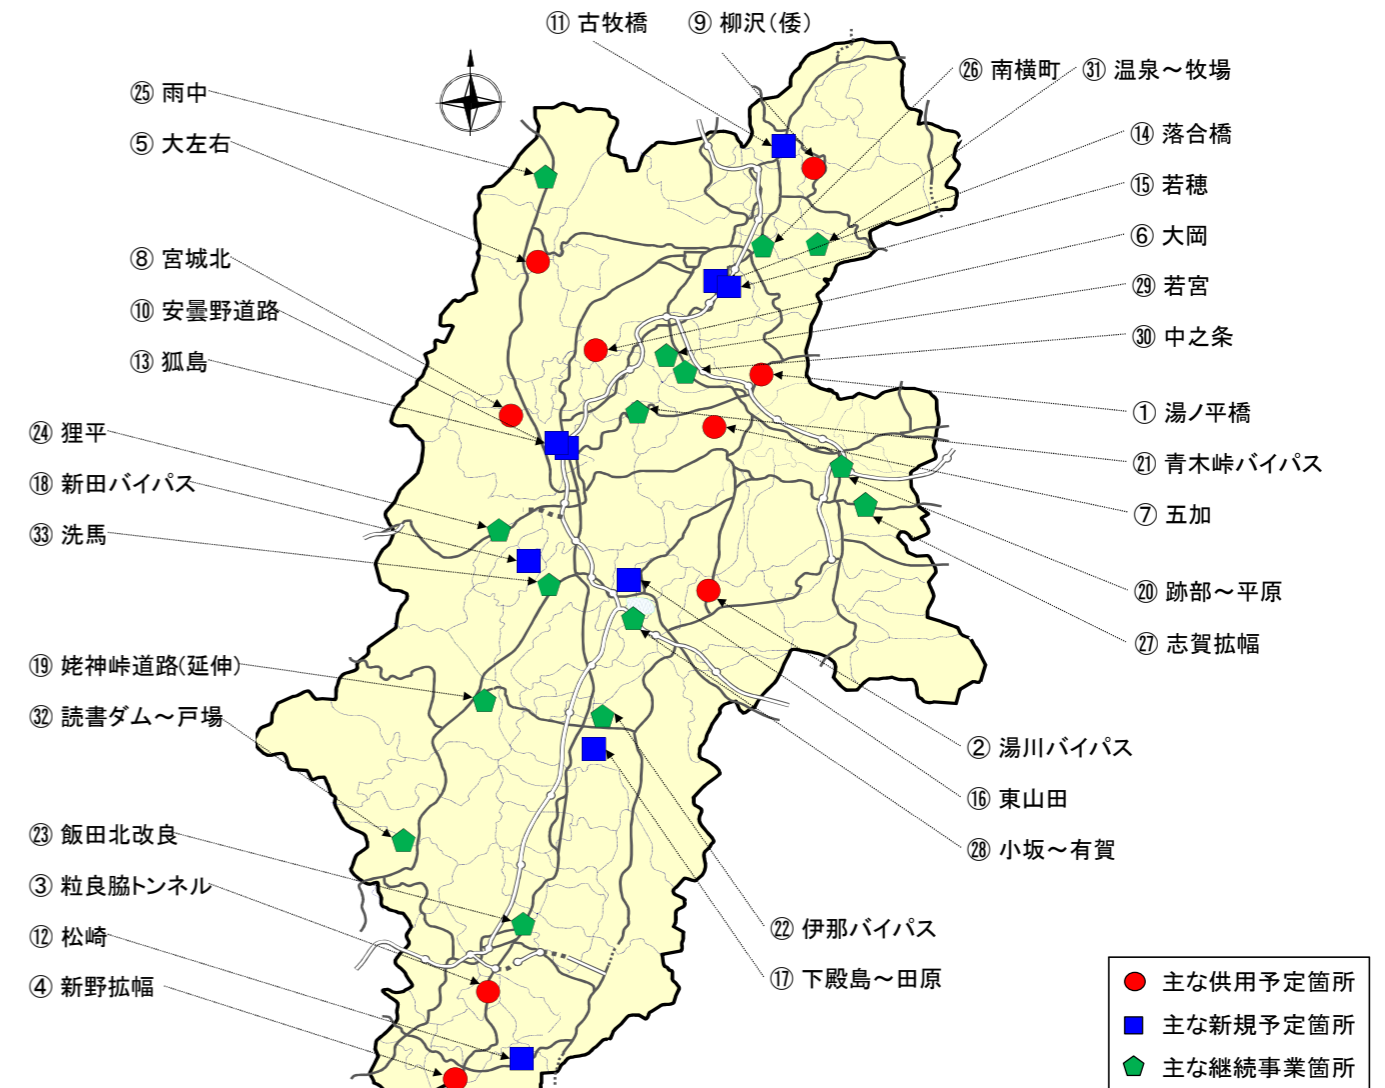 ⑪ 古牧橋
⑨ 柳沢（倭）
㉖ 南横町
㉛ 温泉～牧場
㉕ 雨中
⑤ 大左右
⑭ 落合橋
⑮ 若穂
⑥ 大岡
⑧ 宮城北
㉙ 若宮
⑩ 安曇野道路
㉚ 中之条
⑬ 狐島
① 湯ノ平橋
㉔ 狸平
㉑ 青木峠バイパス
⑱ 新田バイパス
⑦ 五加
㉝ 洗馬
⑳ 跡部～平原
㉗ 志賀拡幅
⑲ 姥神峠道路(延伸)
㉜ 読書ダム～戸場
② 湯川バイパス
⑯ 東山田
㉓ 飯田北改良
㉘ 小坂～有賀
③ 粒良脇トンネル
㉒ 伊那バイパス
⑫ 松崎
⑰ 下殿島～田原
④ 新野拡幅
主な供用予定箇所
主な新規予定箇所
主な継続事業箇所